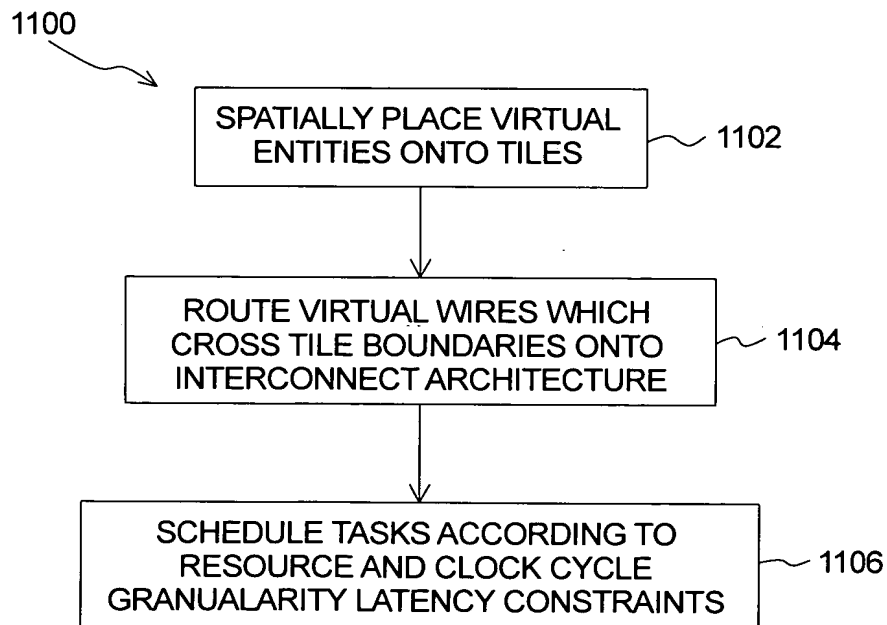 1100
SPATIALLY PLACE VIRTUAL
ENTITIES ONTO TILES
1102
ROUTE VIRTUAL WIRES WHICH
CROSS TILE BOUNDARIES ONTO
INTERCONNECT ARCHITECTURE
1104
SCHEDULE TASKS ACCORDING TO
RESOURCE AND CLOCK CYCLE
GRANUALARITY LATENCY CONSTRAINTS
1106